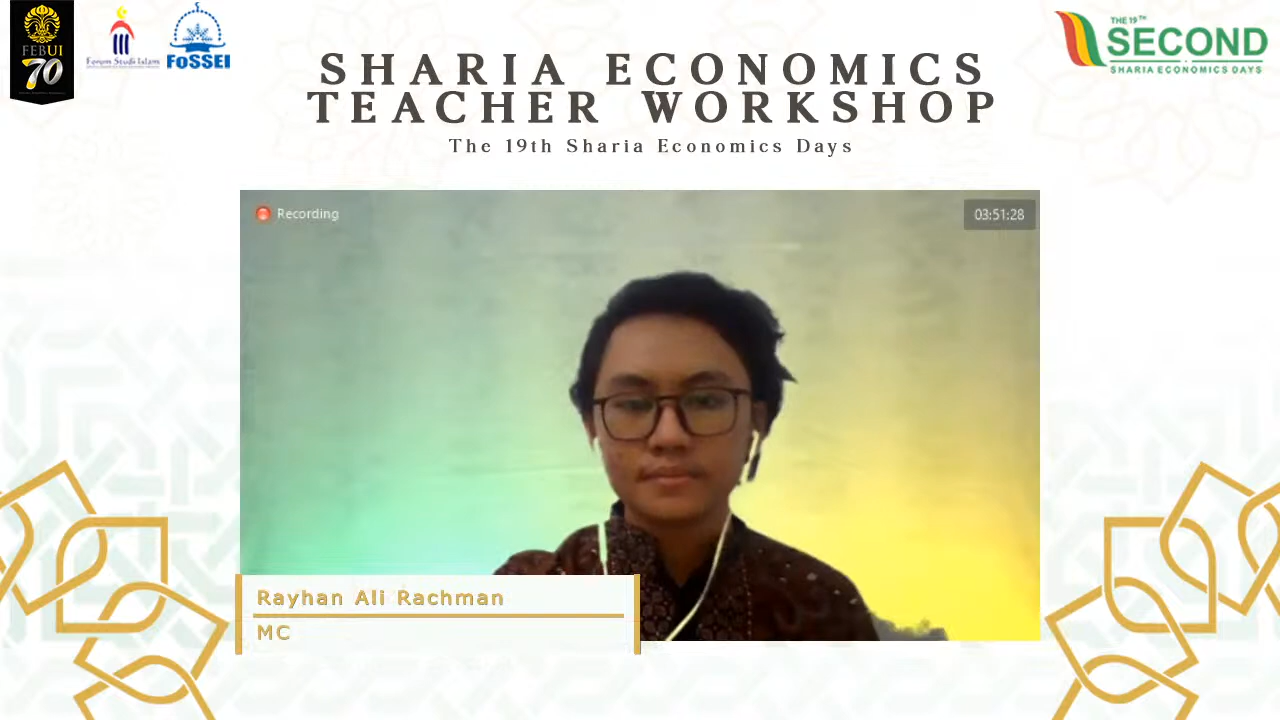 FEBUI
70
Forum Studi Islam
FoSSEI
THE 19TH
SECOND
SHARIA ECONOMICS DAYS
SHARIA ECONOMICS
TEACHER WORKSHOP
The 19th Sharia Economics Days
Recording
03:51:28
Rayhan Ali Rachman
MC